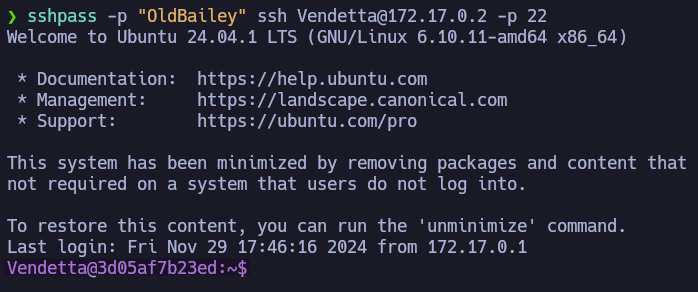 ❯ sshpass -p "OldBailey" ssh Vendetta@172.17.0.2 -p 22
Welcome to Ubuntu 24.04.1 LTS (GNU/Linux 6.10.11-amd64 x86_64)
* Documentation:  https://help.ubuntu.com
* Management:     https://landscape.canonical.com
* Support:        https://ubuntu.com/pro
This system has been minimized by removing packages and content that
not required on a system that users do not log into.
To restore this content, you can run the 'unminimize' command.
Last login: Fri Nov 29 17:46:16 2024 from 172.17.0.1
Vendetta@3d05af7b23ed:~$